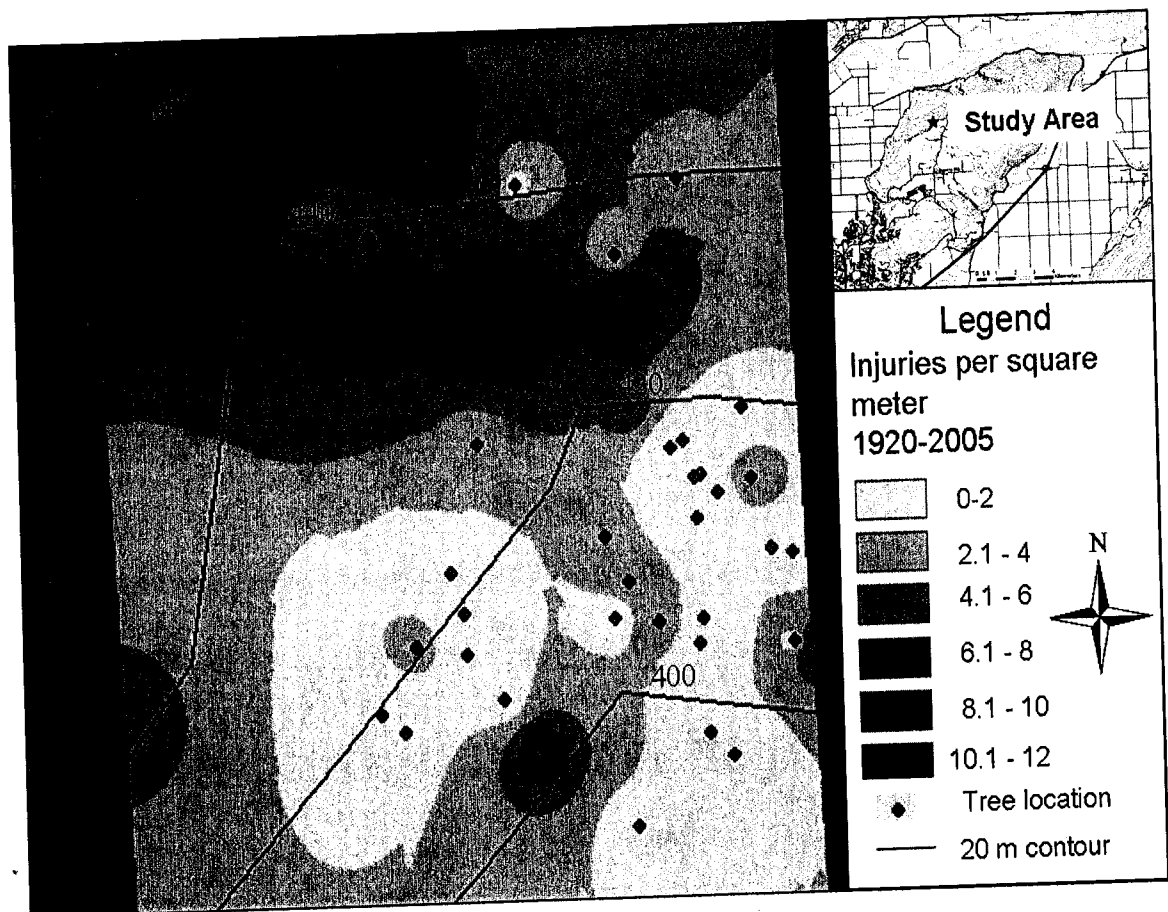 Study Area
Legend
Injuries per square
meter
1920-2005
0-2
2.1 - 4
4.1 - 6
6.1 - 8
8.1 - 10
10.1 - 12
Tree location
20 m contour
N
400